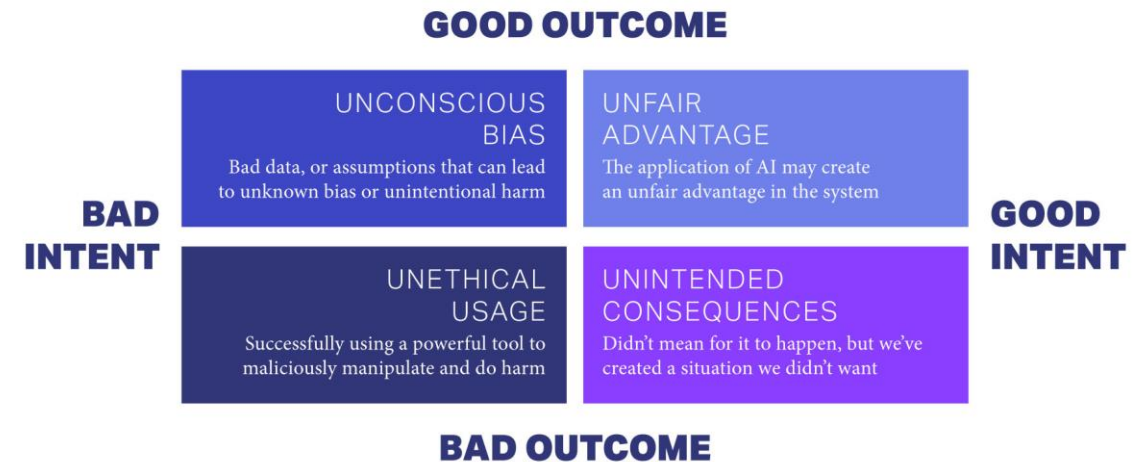 GOOD OUTCOME
UNCONSCIOUS
BIAS
Bad data, or assumptions that can lead
to unknown bias or unintentional harm
UNFAIR
ADVANTAGE
The application of AI may create
an unfair advantage in the system
BAD
INTENT
GOOD
INTENT
UNETHICAL
USAGE
Successfully using a powerful tool to
maliciously manipulate and do harm
UNINTENDED
CONSEQUENCES
Didn’t mean for it to happen, but we’ve
created a situation we didn’t want
BAD OUTCOME